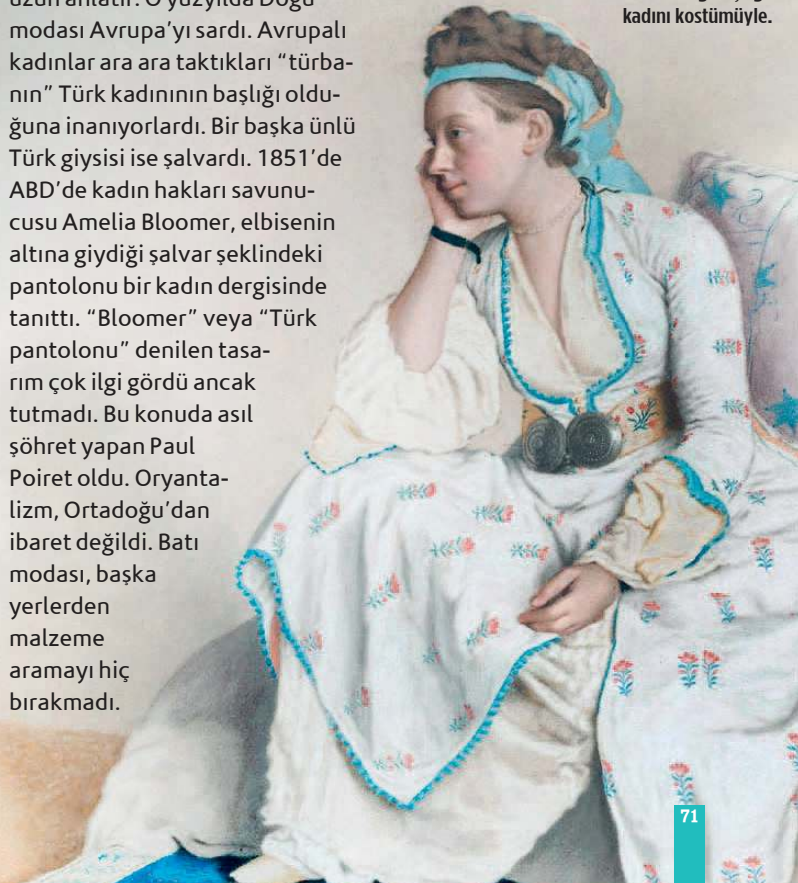 modası Avrupa’yı sardı. Avrupalı
kadınlar ara ara taktıkları “türba-
nın” Türk kadınının başlığı oldu-
ğuna inanıyorlardı. Bir başka ünlü
Türk giysisi ise şalvardı. 1851’de
ABD’de kadın hakları savunu-
cusu Amelia Bloomer, elbisenin
altına giydiği şalvar şeklindeki
pantolonu bir kadın dergisinde
tanıttı. “Bloomer” veya “Türk
pantolonu” denilen tasa-
rım çok ilgi gördü ancak
tutmadı. Bu konuda asıl
şöhret yapan Paul
Poiret oldu. Oryanta-
lizm, Ortadoğu’dan
ibaret değildi. Batı
modası, başka
yerlerden
malzeme
aramayı hiç
bırakmadı.
kadını kostümüyle.
71